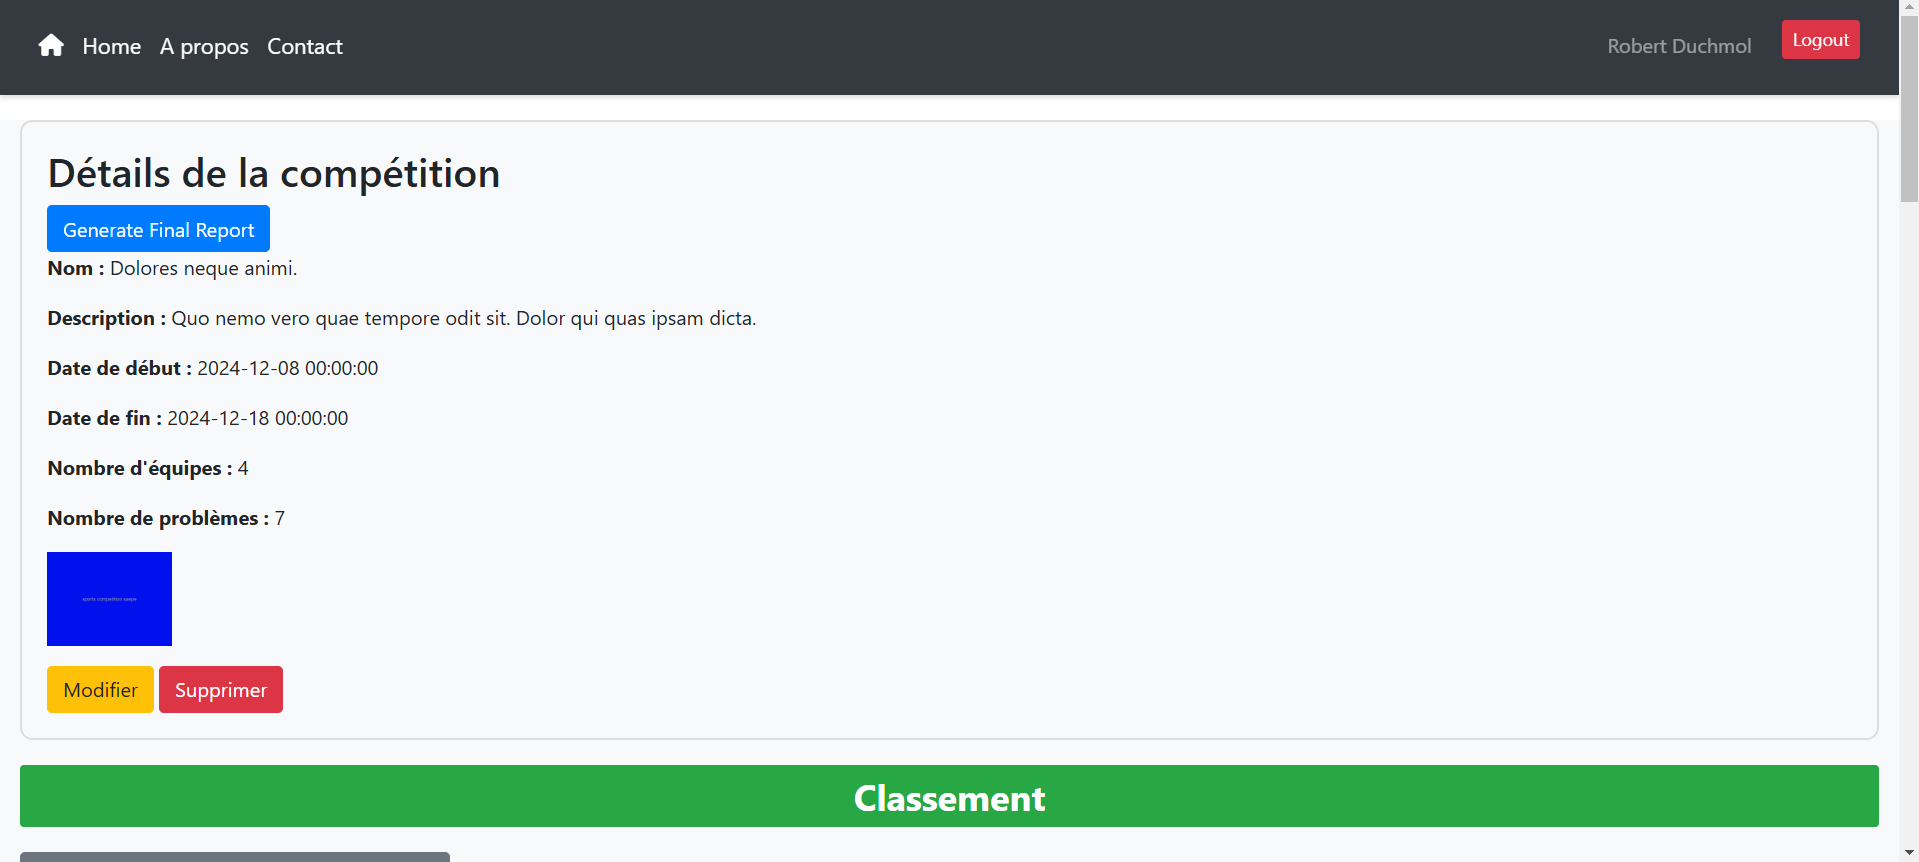 Home A propos Contact
Robert Duchmol Logout
Détails de la compétition
Generate Final Report
Nom : Dolores neque animi.
Description : Quo nemo vero quae tempore odit sit. Dolor qui quas ipsam dicta.
Date de début : 2024-12-08 00:00:00
Date de fin : 2024-12-18 00:00:00
Nombre d'équipes : 4
Nombre de problèmes : 7
sports competition saepe
Modifier Supprimer
Classement